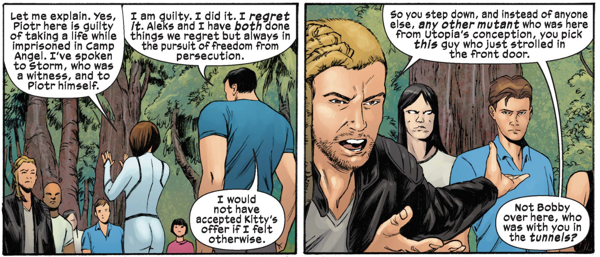 Let me explain. Yes,
Piotr here is guilty
of taking a life while
imprisoned in Camp
Angel. I've spoken
to Storm, who was
a witness, and to
Piotr himself.
I am guilty. I did it. I regret
it. Aleks and I have both done
things we regret but always in
the pursuit of freedom from
persecution.
I would
not have
accepted Kitty's
offer if I felt
otherwise.
So you step down, and instead of anyone
else, any other mutant who was here
from Utopia's conception, you pick
this guy who just strolled in
the front door.
Not Bobby
over here, who
was with you in
the tunnels?